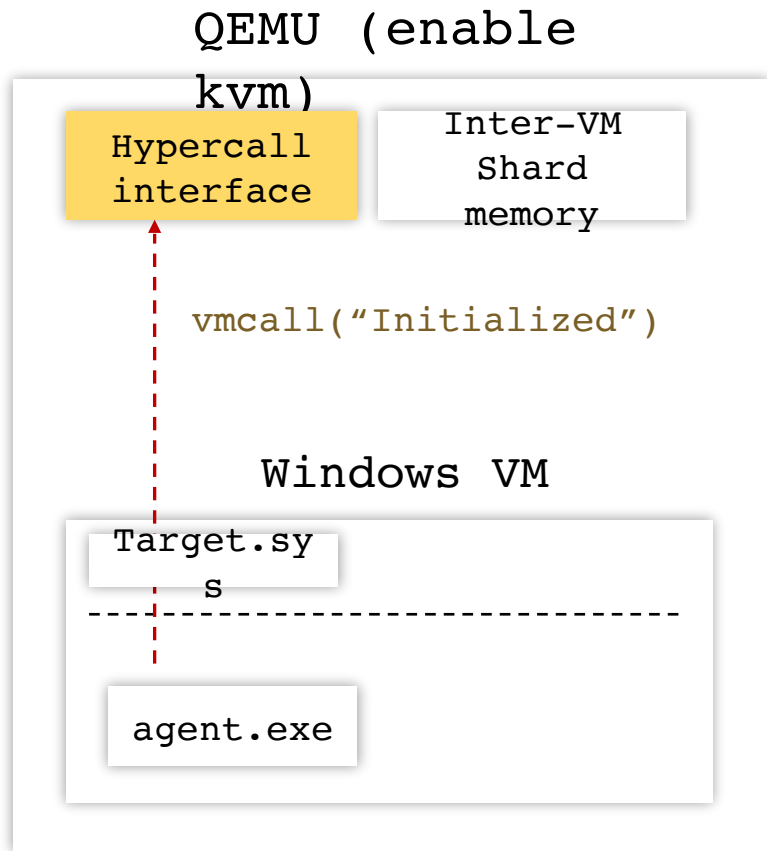 QEMU (enable
kvm)
Hypercall
interface
Inter-VM
Shard
memory
vmcall(“Initialized”)
Windows VM
Target.sy
s
agent.exe